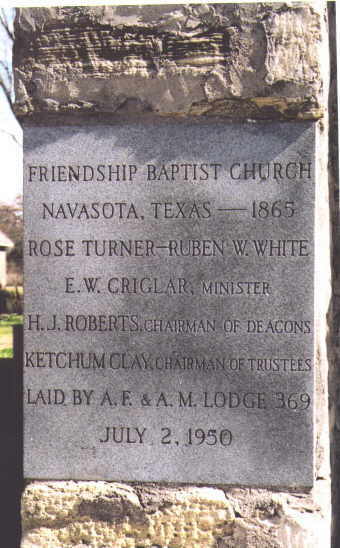 FRIENDSHIP BAPTIST CHURCH
NAVASOTA, TEXAS — 1865
ROSE TURNER—RUBEN W. WHITE
E.W. CRIGLAR, MINISTER
H.J. ROBERTS, CHAIRMAN OF DEACONS
KETCHUM CLAY, CHAIRMAN OF TRUSTEES
LAID BY A.F. & A.M. LODGE 369
JULY 2, 1950